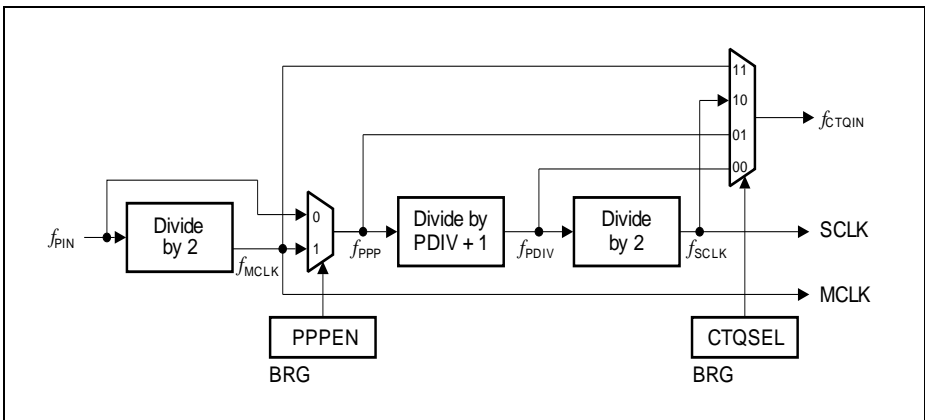 11
10
01
00
fCTQIN
fPIN
Divide
by 2
fMCLK
0
1
fPPP
Divide by
PDIV + 1
fPDIV
Divide
by 2
fSCLK
SCLK
MCLK
PPPEN
BRG
CTQSEL
BRG